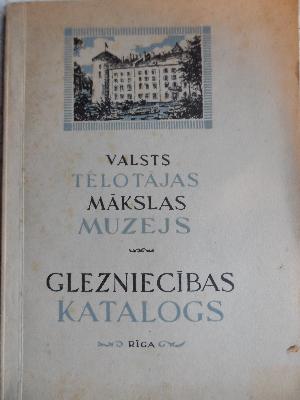 VALSTS
TĒLOTĀJAS
MĀKSLAS
MUZEJS
GLEZNIECĪBAS
KATALOGS
RĪGA